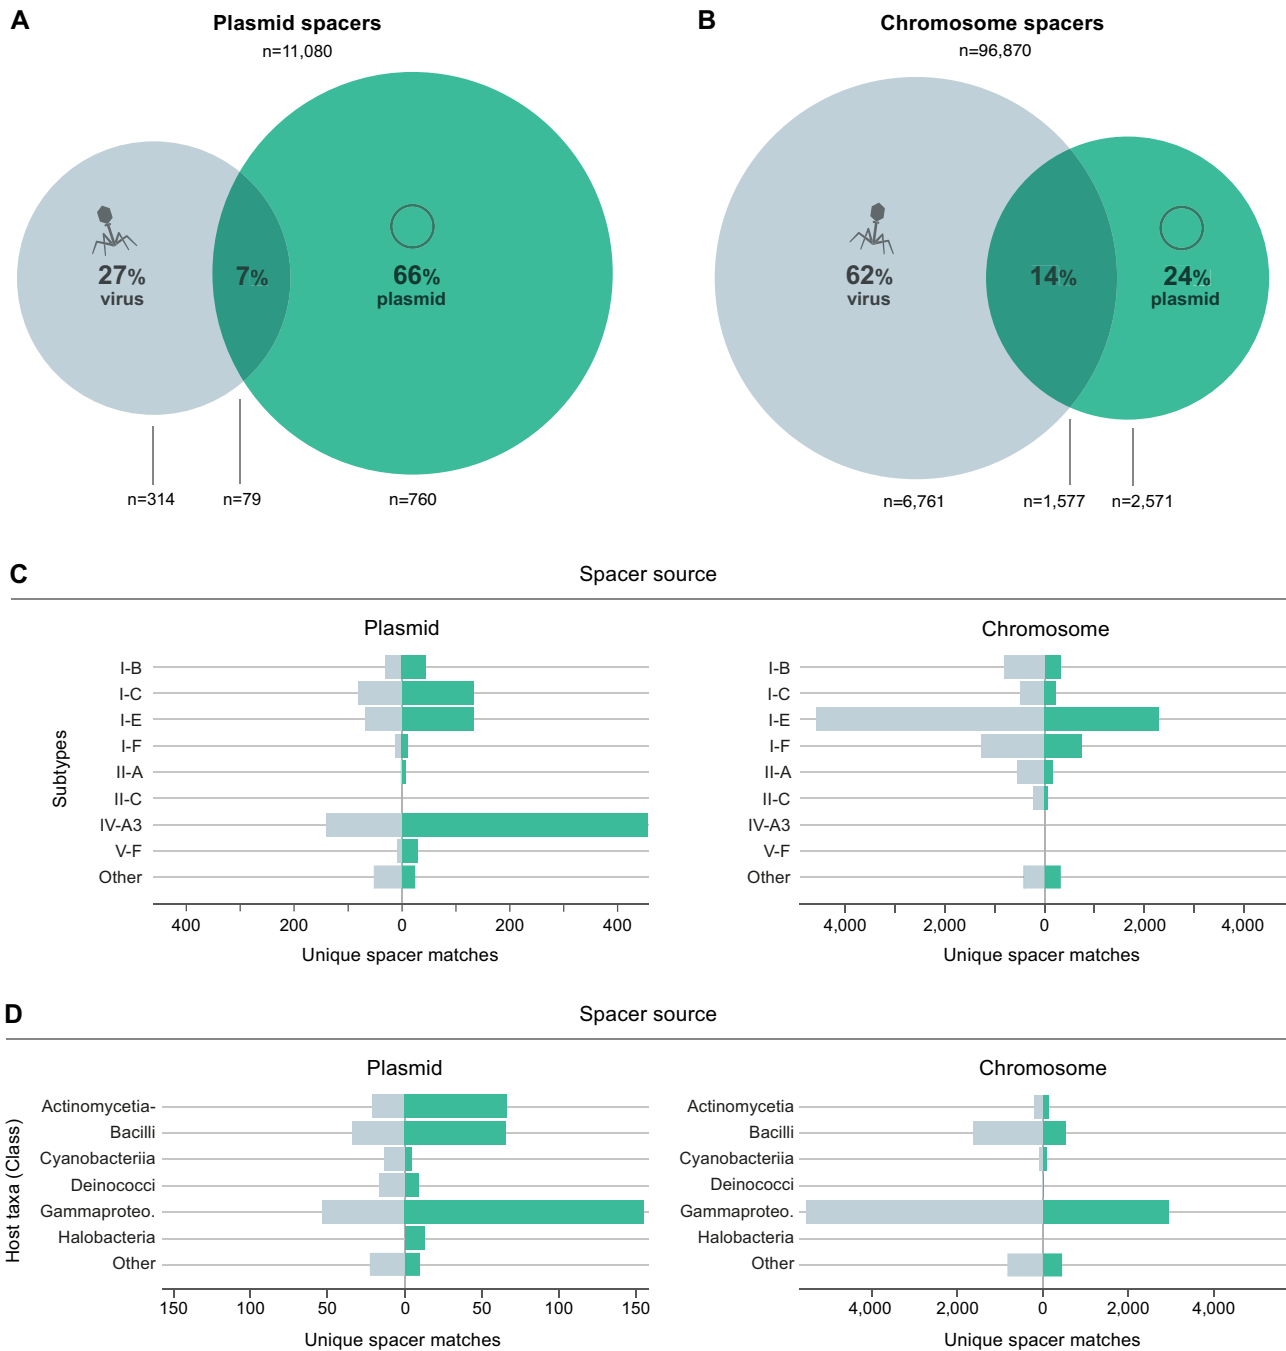 A
Plasmid spacers
n=11,080
27%
virus
7%
66%
plasmid
n=314
n=79
n=760
B
Chromosome spacers
n=96,870
62%
virus
14%
24%
plasmid
n=6,761
n=1,577
n=2,571
C
Spacer source
Plasmid
Subtypes
I-B
I-C
I-E
I-F
II-A
II-C
IV-A3
V-F
Other
400 200 0 200 400
Unique spacer matches
Chromosome
I-B
I-C
I-E
I-F
II-A
II-C
IV-A3
V-F
Other
4,000 2,000 0 2,000 4,000
Unique spacer matches
D
Spacer source
Plasmid
Host taxa (Class)
Actinomycetia-
Bacilli
Cyanobacteriia
Deinococci
Gammaproteo.
Halobacteria
Other
150 100 50 0 50 100 150
Unique spacer matches
Chromosome
Actinomycetia
Bacilli
Cyanobacteriia
Deinococci
Gammaproteo.
Halobacteria
Other
4,000 2,000 0 2,000 4,000
Unique spacer matches